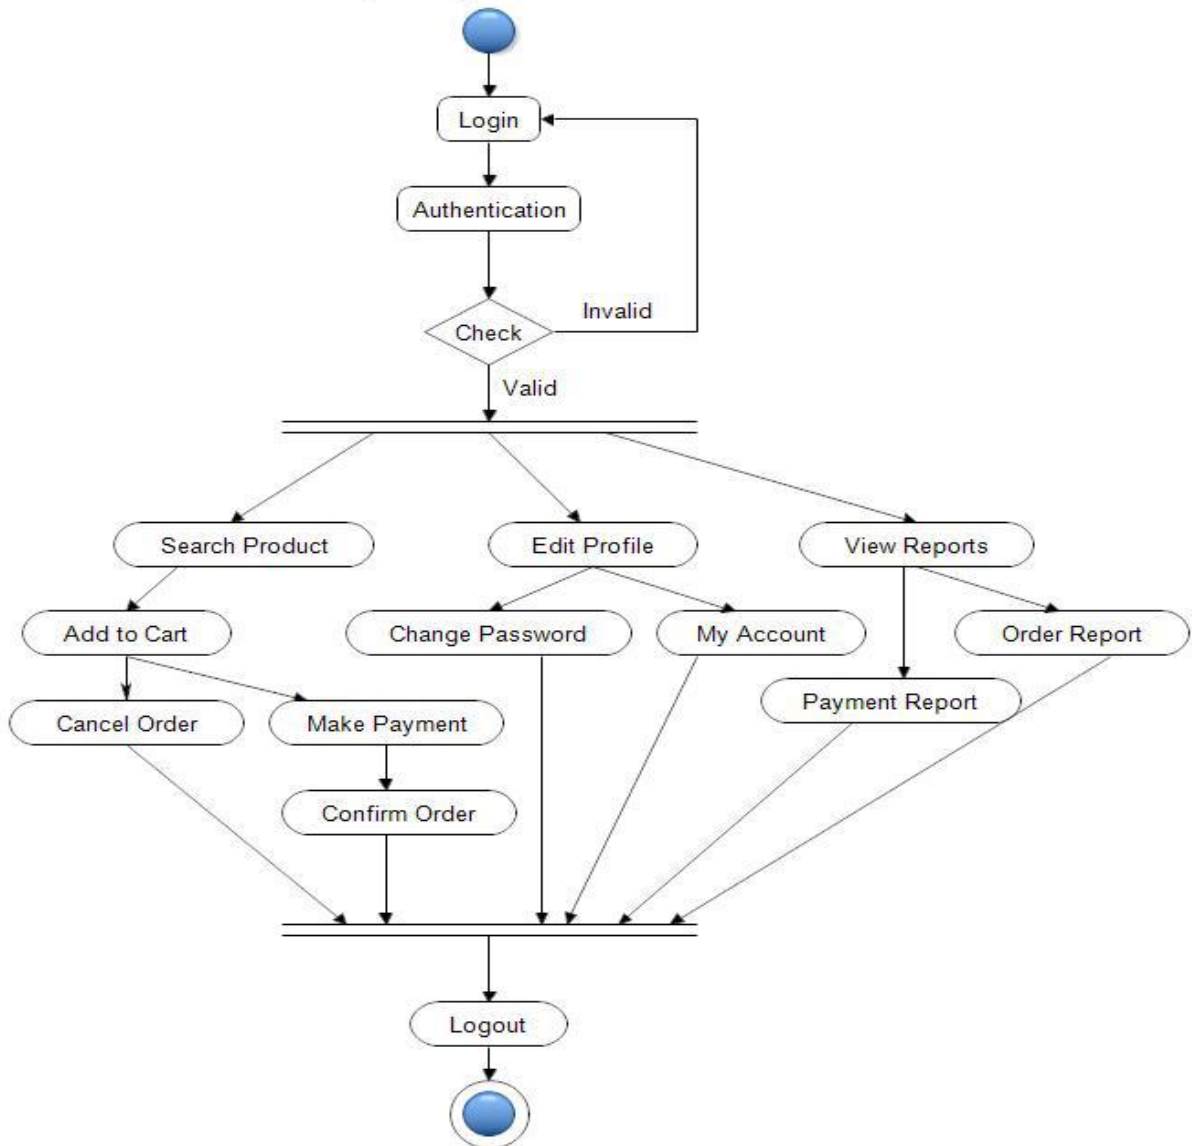 Login
Authentication
Check
Invalid
Valid
Search Product
Edit Profile
View Reports
Add to Cart
Change Password
My Account
Order Report
Payment Report
Cancel Order
Make Payment
Confirm Order
Logout